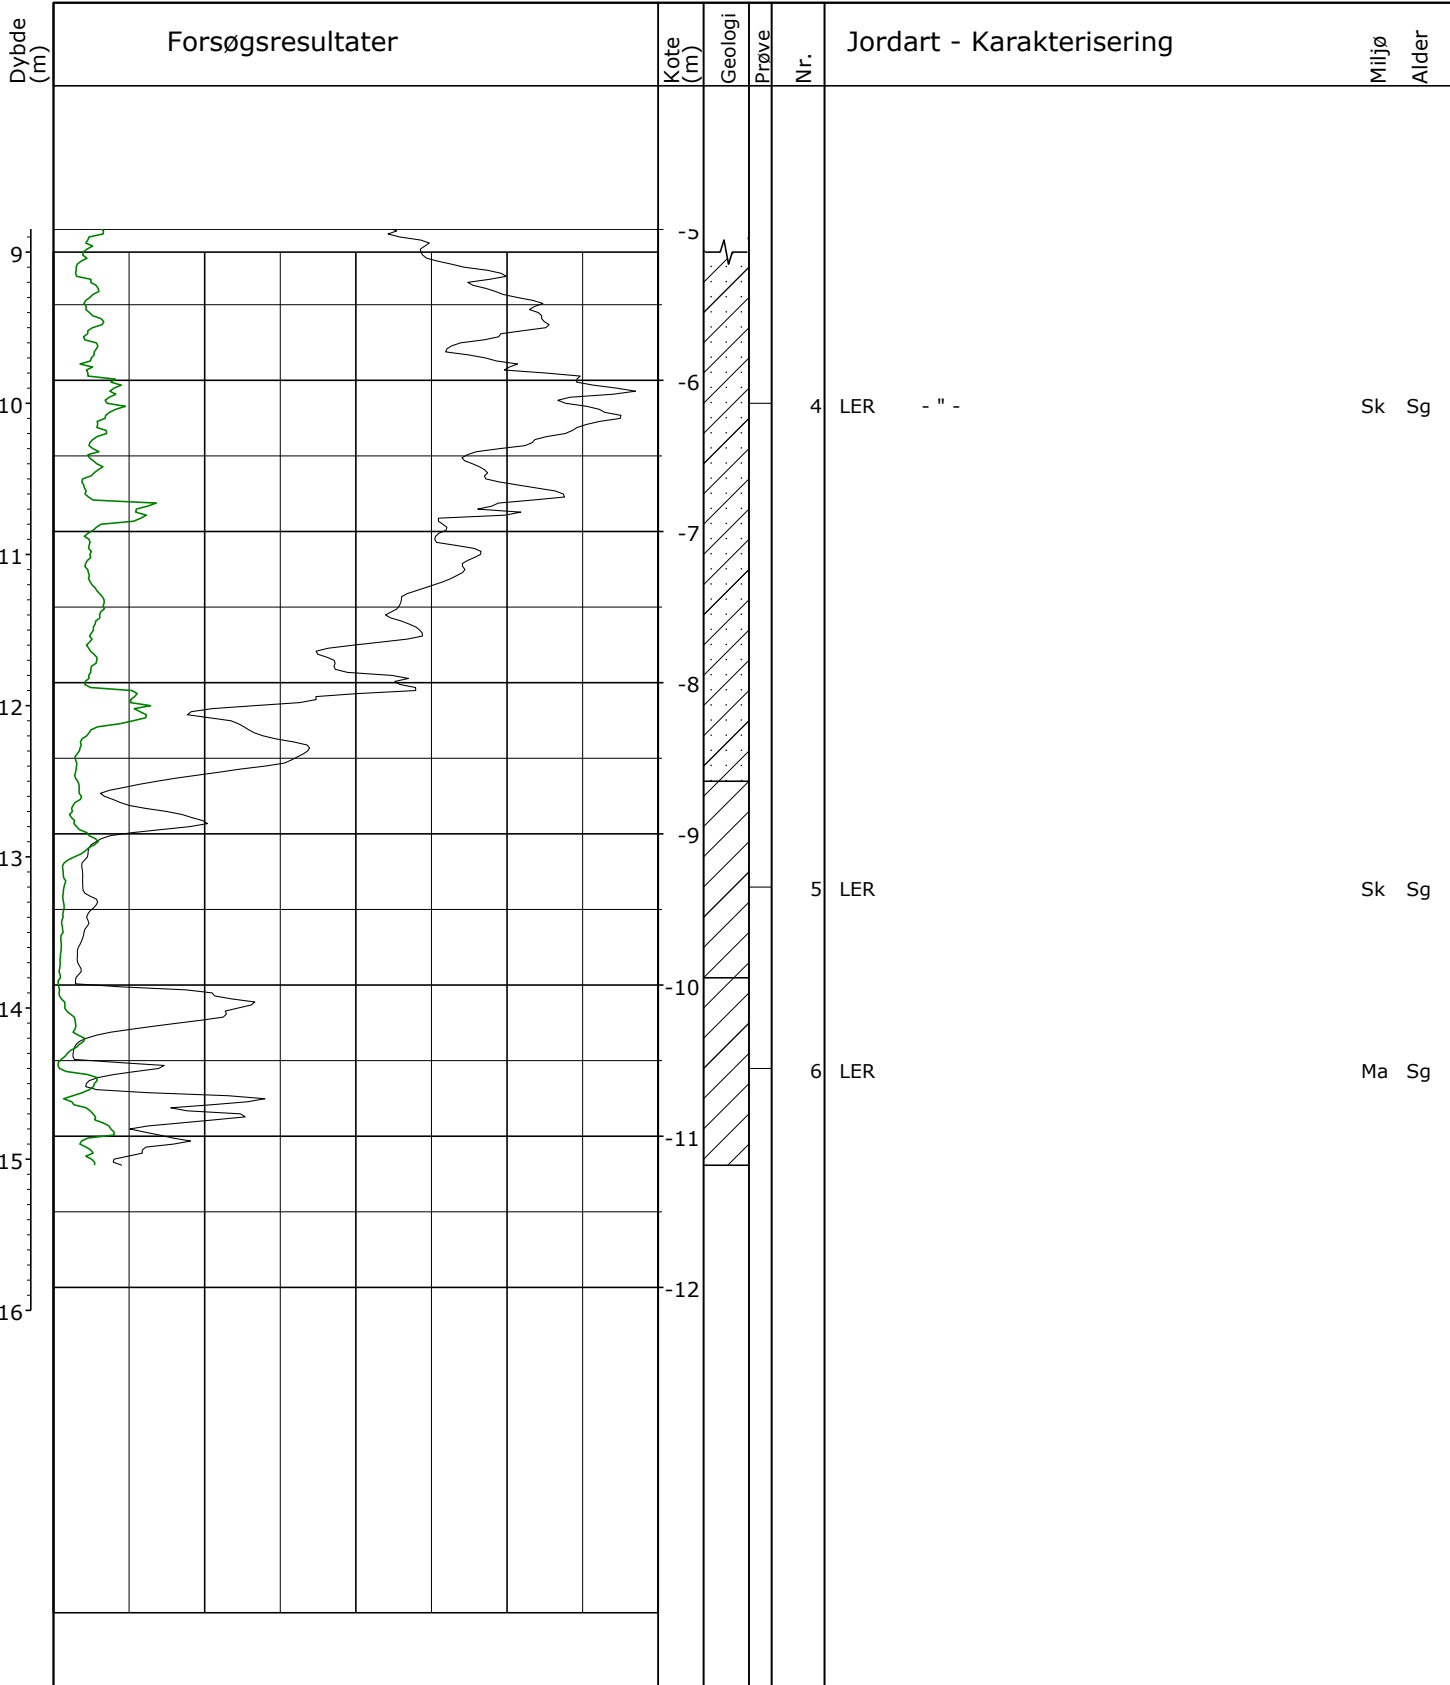 Dybde (m)
Forsøgsresultater
Kote (m)
Geologi
Prøve
Nr.
Jordart - Karakterisering
Miljø
Alder
-5
9
-6
10
4 LER - " - Sk Sg
-7
11
-8
12
-9
13
5 LER Sk Sg
-10
14
6 LER Ma Sg
-11
15
-12
16